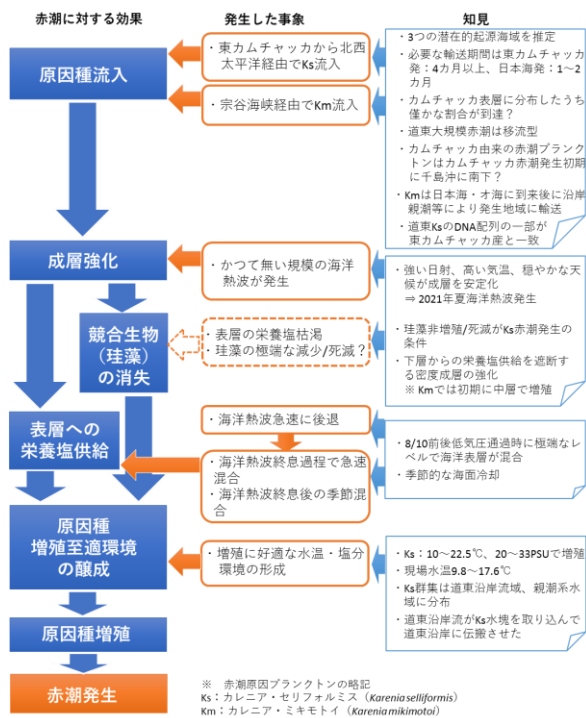 赤潮に対する効果
発生した事象
知見
原因種流入
・東カムチャッカから北西
太平洋経由でKs流入
・宗谷海峡経由でKm流入
・3つの潜在的起源海域を推定
・必要な輸送期間は東カムチャッカ
発：4カ月以上、日本海発：1～2
カ月
・カムチャッカ表層に分布したうち
僅かな割合が到達？
・道東大規模赤潮は移流型
・カムチャッカ由来の赤潮プランク
トンはカムチャッカ赤潮発生初期
に千島沖に南下？
・Kmは日本海・オ海に到来後に沿岸
親潮等により発生地域に輸送
・道東KsのDNA配列の一部が
東カムチャッカ産と一致
成層強化
・かつて無い規模の海洋
熱波が発生
・強い日射、高い気温、穏やかな天
候が成層を安定化
⇒ 2021年夏海洋熱波発生
競合生物
（珪藻）
の消失
・表層の栄養塩枯渇
・珪藻の極端な減少/死滅？
・珪藻非増殖/死滅がKs赤潮発生の
条件
・下層からの栄養塩供給を遮断す
る密度成層の強化
※ Kmでは初期に中層で増殖
表層への
栄養塩供給
・海洋熱波急速に後退
・海洋熱波終息過程で急速
混合
・海洋熱波終息後の季節混
合
・8/10前後低気圧通過時に極端なレ
ベルで海洋表層が混合
・季節的な海面冷却
原因種
増殖至適環境
の醸成
・増殖に好適な水温・塩分
環境の形成
・Ks：10～22.5℃、20～33PSUで増殖
・現場水温9.8～17.6℃
・Ks群集は道東沿岸流域、親潮系水
域に分布
・道東沿岸流がKs水塊を取り込んで
道東沿岸に伝搬させた
原因種増殖
赤潮発生
※ 赤潮原因プランクトンの略記
Ks：カレニア・セリフォルミス（Karenia selliformis）
Km：カレニア・ミキモトイ（Karenia mikimotoi）